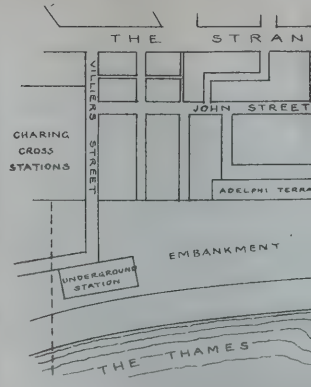 THE STRAN
VILLIERS STREET
JOHN STREET
CHARING
CROSS
STATIONS
ADELPHI TERRA
EMBANKMENT
UNDERGROUND
STATION
THE THAMES